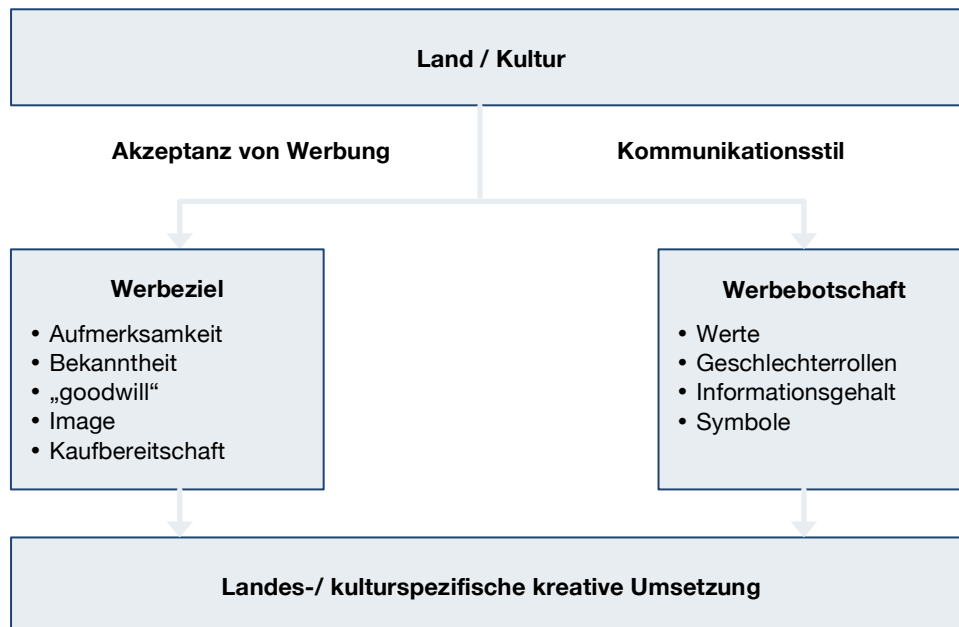 Land / Kultur
Akzeptanz von Werbung
Kommunikationsstil
Werbeziel
• Aufmerksamkeit
• Bekanntheit
• „goodwill“
• Image
• Kaufbereitschaft
Werbebotschaft
• Werte
• Geschlechterrollen
• Informationsgehalt
• Symbole
Landes-/ kulturspezifische kreative Umsetzung